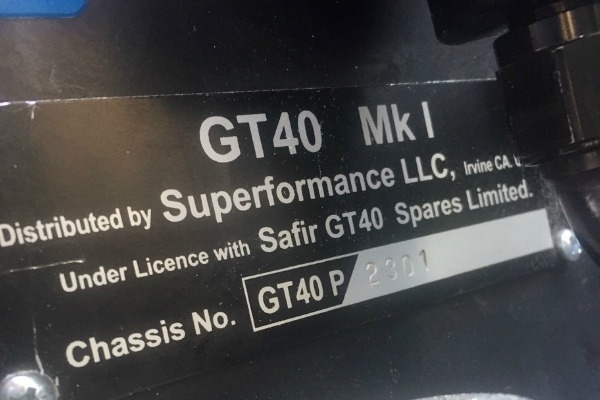 GT40 Mk I
Distributed by Superformance LLC, Irvine CA.
Under Licence with Safir GT40 Spares Limited.
Chassis No. GT40 P 2301